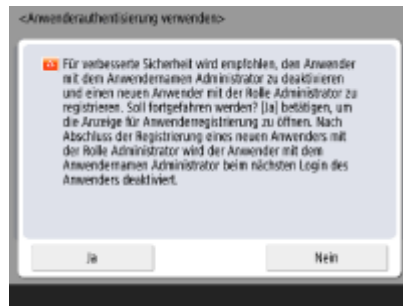 <Anwenderauthentisierung verwenden>
Für verbesserte Sicherheit wird empfohlen, den Anwender
mit dem Anwendernamen Administrator zu deaktivieren
und einen neuen Anwender mit der Rolle Administrator zu
registrieren. Soll fortgefahren werden? [Ja] betätigen, um
die Anzeige für Anwenderregistrierung zu öffnen. Nach
Abschluss der Registrierung eines neuen Anwenders mit
der Rolle Administrator wird der Anwender mit dem
Anwendernamen Administrator beim nächsten Login des
Anwenders deaktiviert.
Ja
Nein